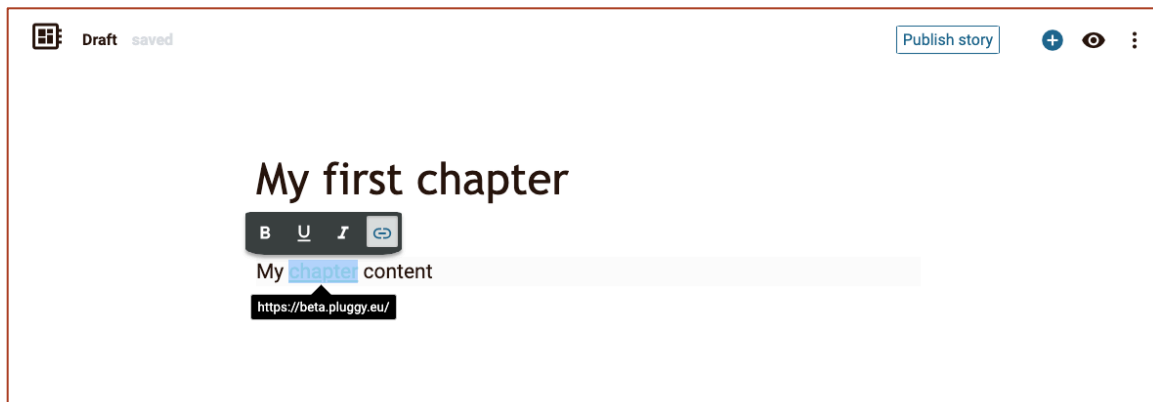 Draft saved
Publish story
My first chapter
B U I
My chapter content
https://beta.pluggy.eu/